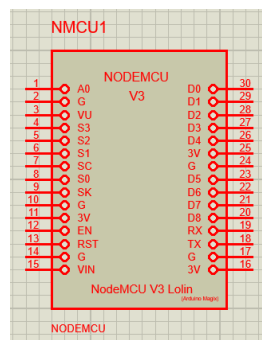 NMCU1
NODEMCU
V3
1 A0 D0 30
2 G D1 29
3 VU D2 28
4 S3 D3 27
5 S2 D4 26
6 S1 3V 25
7 SC G 24
8 S0 D5 23
9 SK D6 22
10 G D7 21
11 3V D8 20
12 EN RX 19
13 RST TX 18
14 G G 17
15 VIN 3V 16
NodeMCU V3 Lolin
(Arduino Magix)
NODEMCU